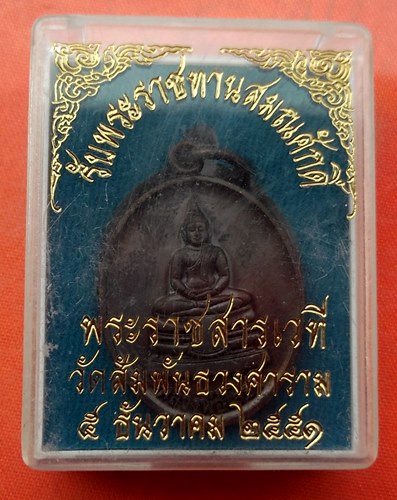 รับพระราชทานสมณศักดิ์
พระราชสารเวที
วัดสัมพันธวงศาราม
๕ ธันวาคม ๒๕๕๑